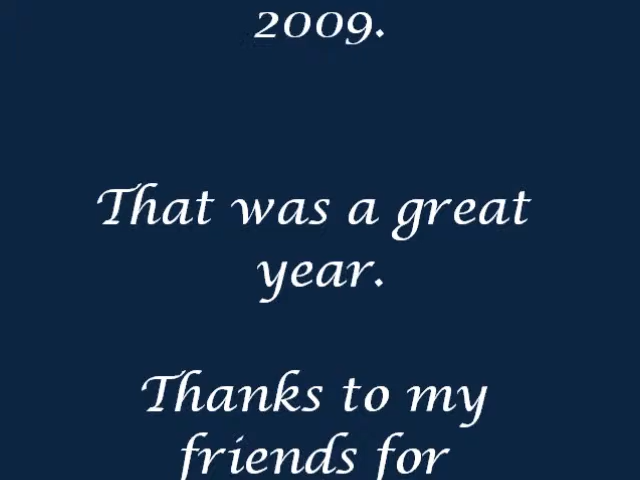 2009.
That was a great
year.
Thanks to my
friends for